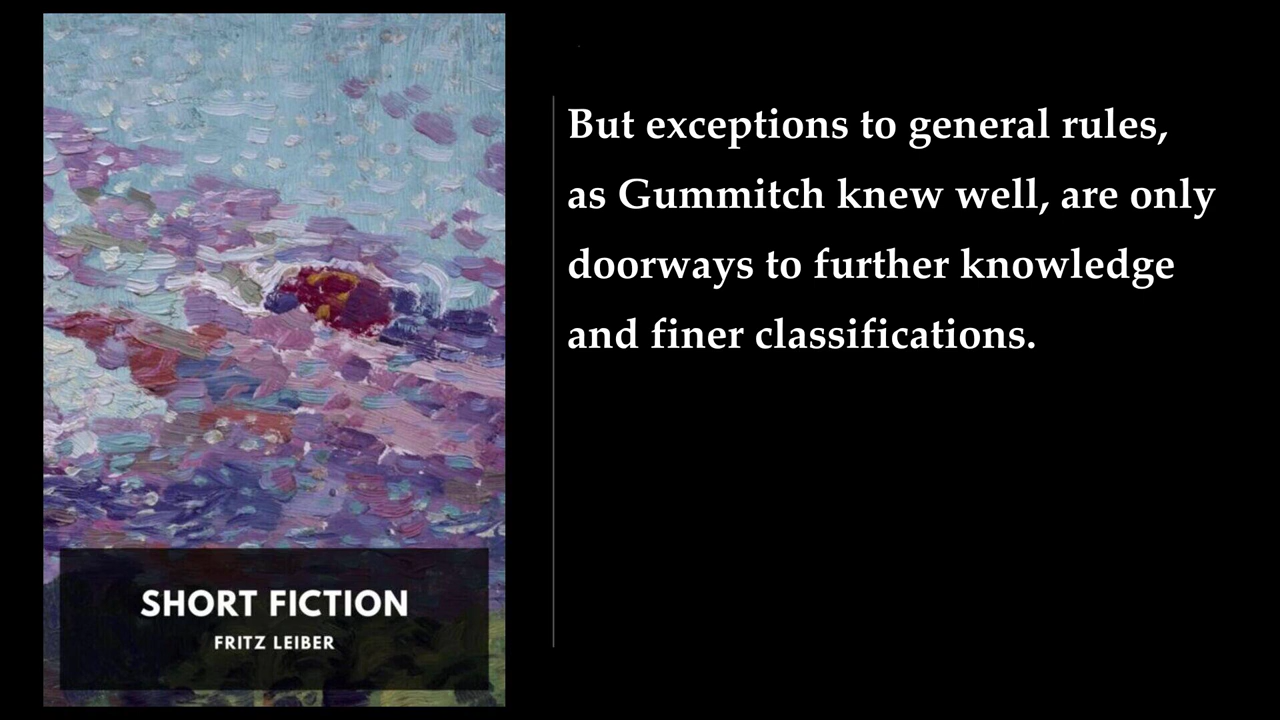 But exceptions to general rules,
as Gummitch knew well, are only
doorways to further knowledge
and finer classifications.
SHORT FICTION
FRITZ LEIBER